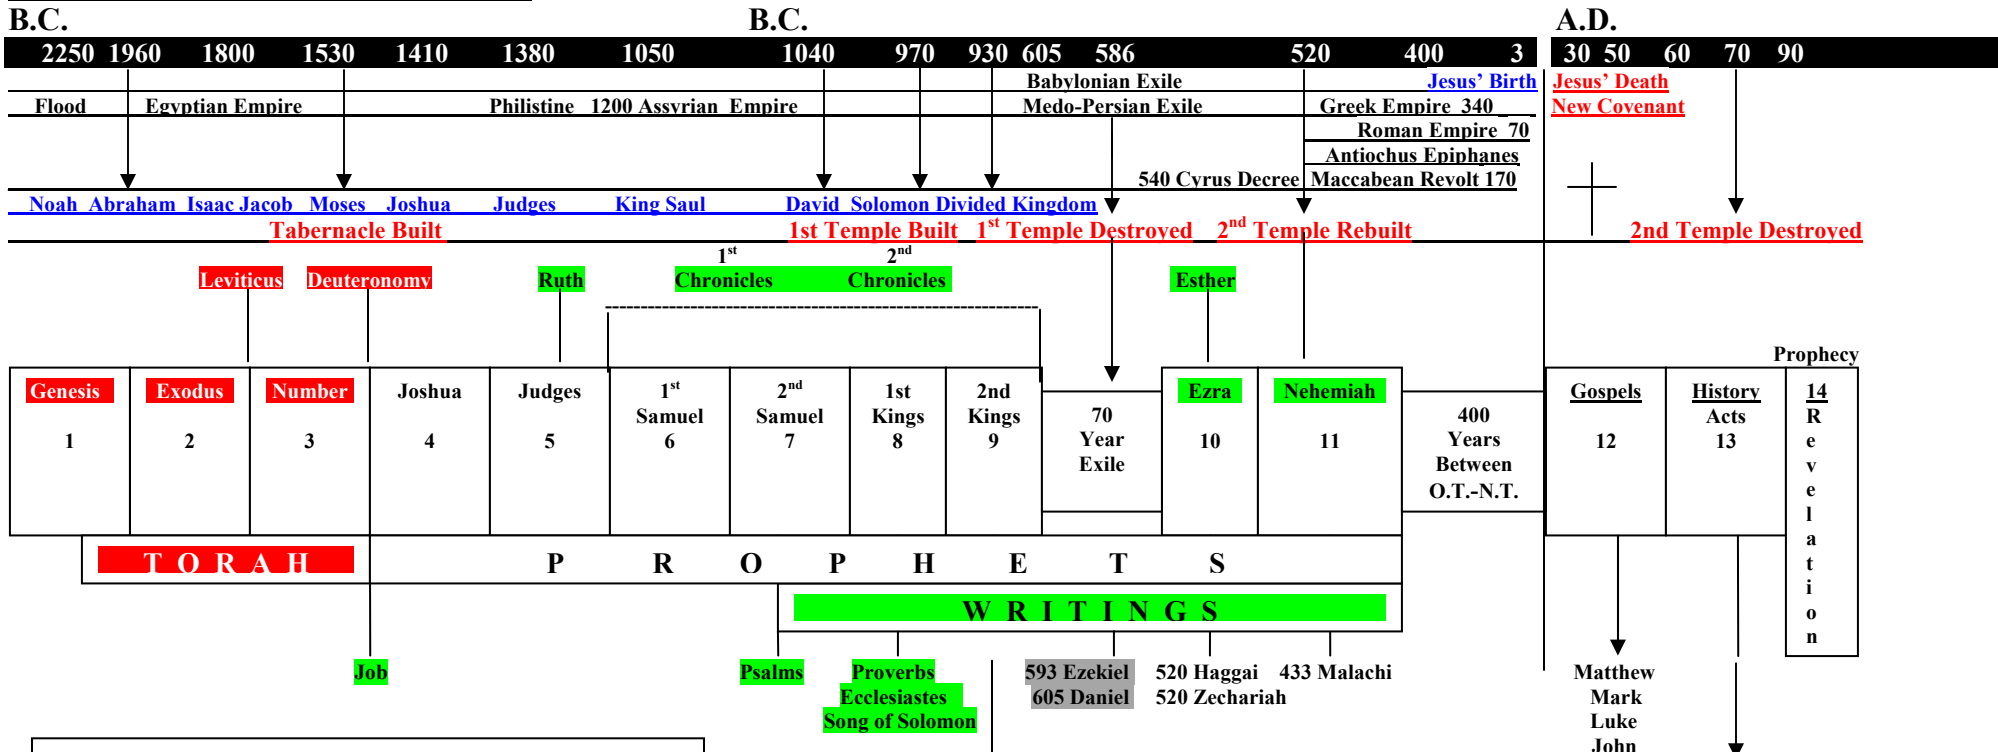 B.C. B.C. A.D.
2250 1960 1800 1530 1410 1380 1050 1040 970 930 605 586 520 400 3 30 50 60 70 90
Babylonian Exile Jesus' Birth Jesus' Death
Flood Egyptian Empire Philistine 1200 Assyrian Empire Medo-Persian Exile Greek Empire 340 New Covenant
Roman Empire 70
Antiochus Epiphanes
540 Cyrus Decree Maccabean Revolt 170
Noah Abraham Isaac Jacob Moses Joshua Judges King Saul David Solomon Divided Kingdom
Tabernacle Built 1st Temple Built 1st Temple Destroyed 2nd Temple Rebuilt 2nd Temple Destroyed
1st 2nd
Leviticus Deuteronomy Ruth Chronicles Chronicles Esther
Prophecy
Genesis Exodus Number Joshua Judges 1st 2nd 1st 2nd Ezra Nehemiah Gospels History 14
Samuel Samuel Kings Kings 70 400 Acts R
1 2 3 4 5 6 7 8 9 Year 10 11 Years 12 13 e
Exile Between v
O.T.-N.T. e
l
a
T O R A H P R O P H E T S t
i
W R I T I N G S o
n
Job Psalms Proverbs 593 Ezekiel 520 Haggai 433 Malachi Matthew
Ecclesiastes 605 Daniel 520 Zechariah Mark
Song of Solomon Luke
John